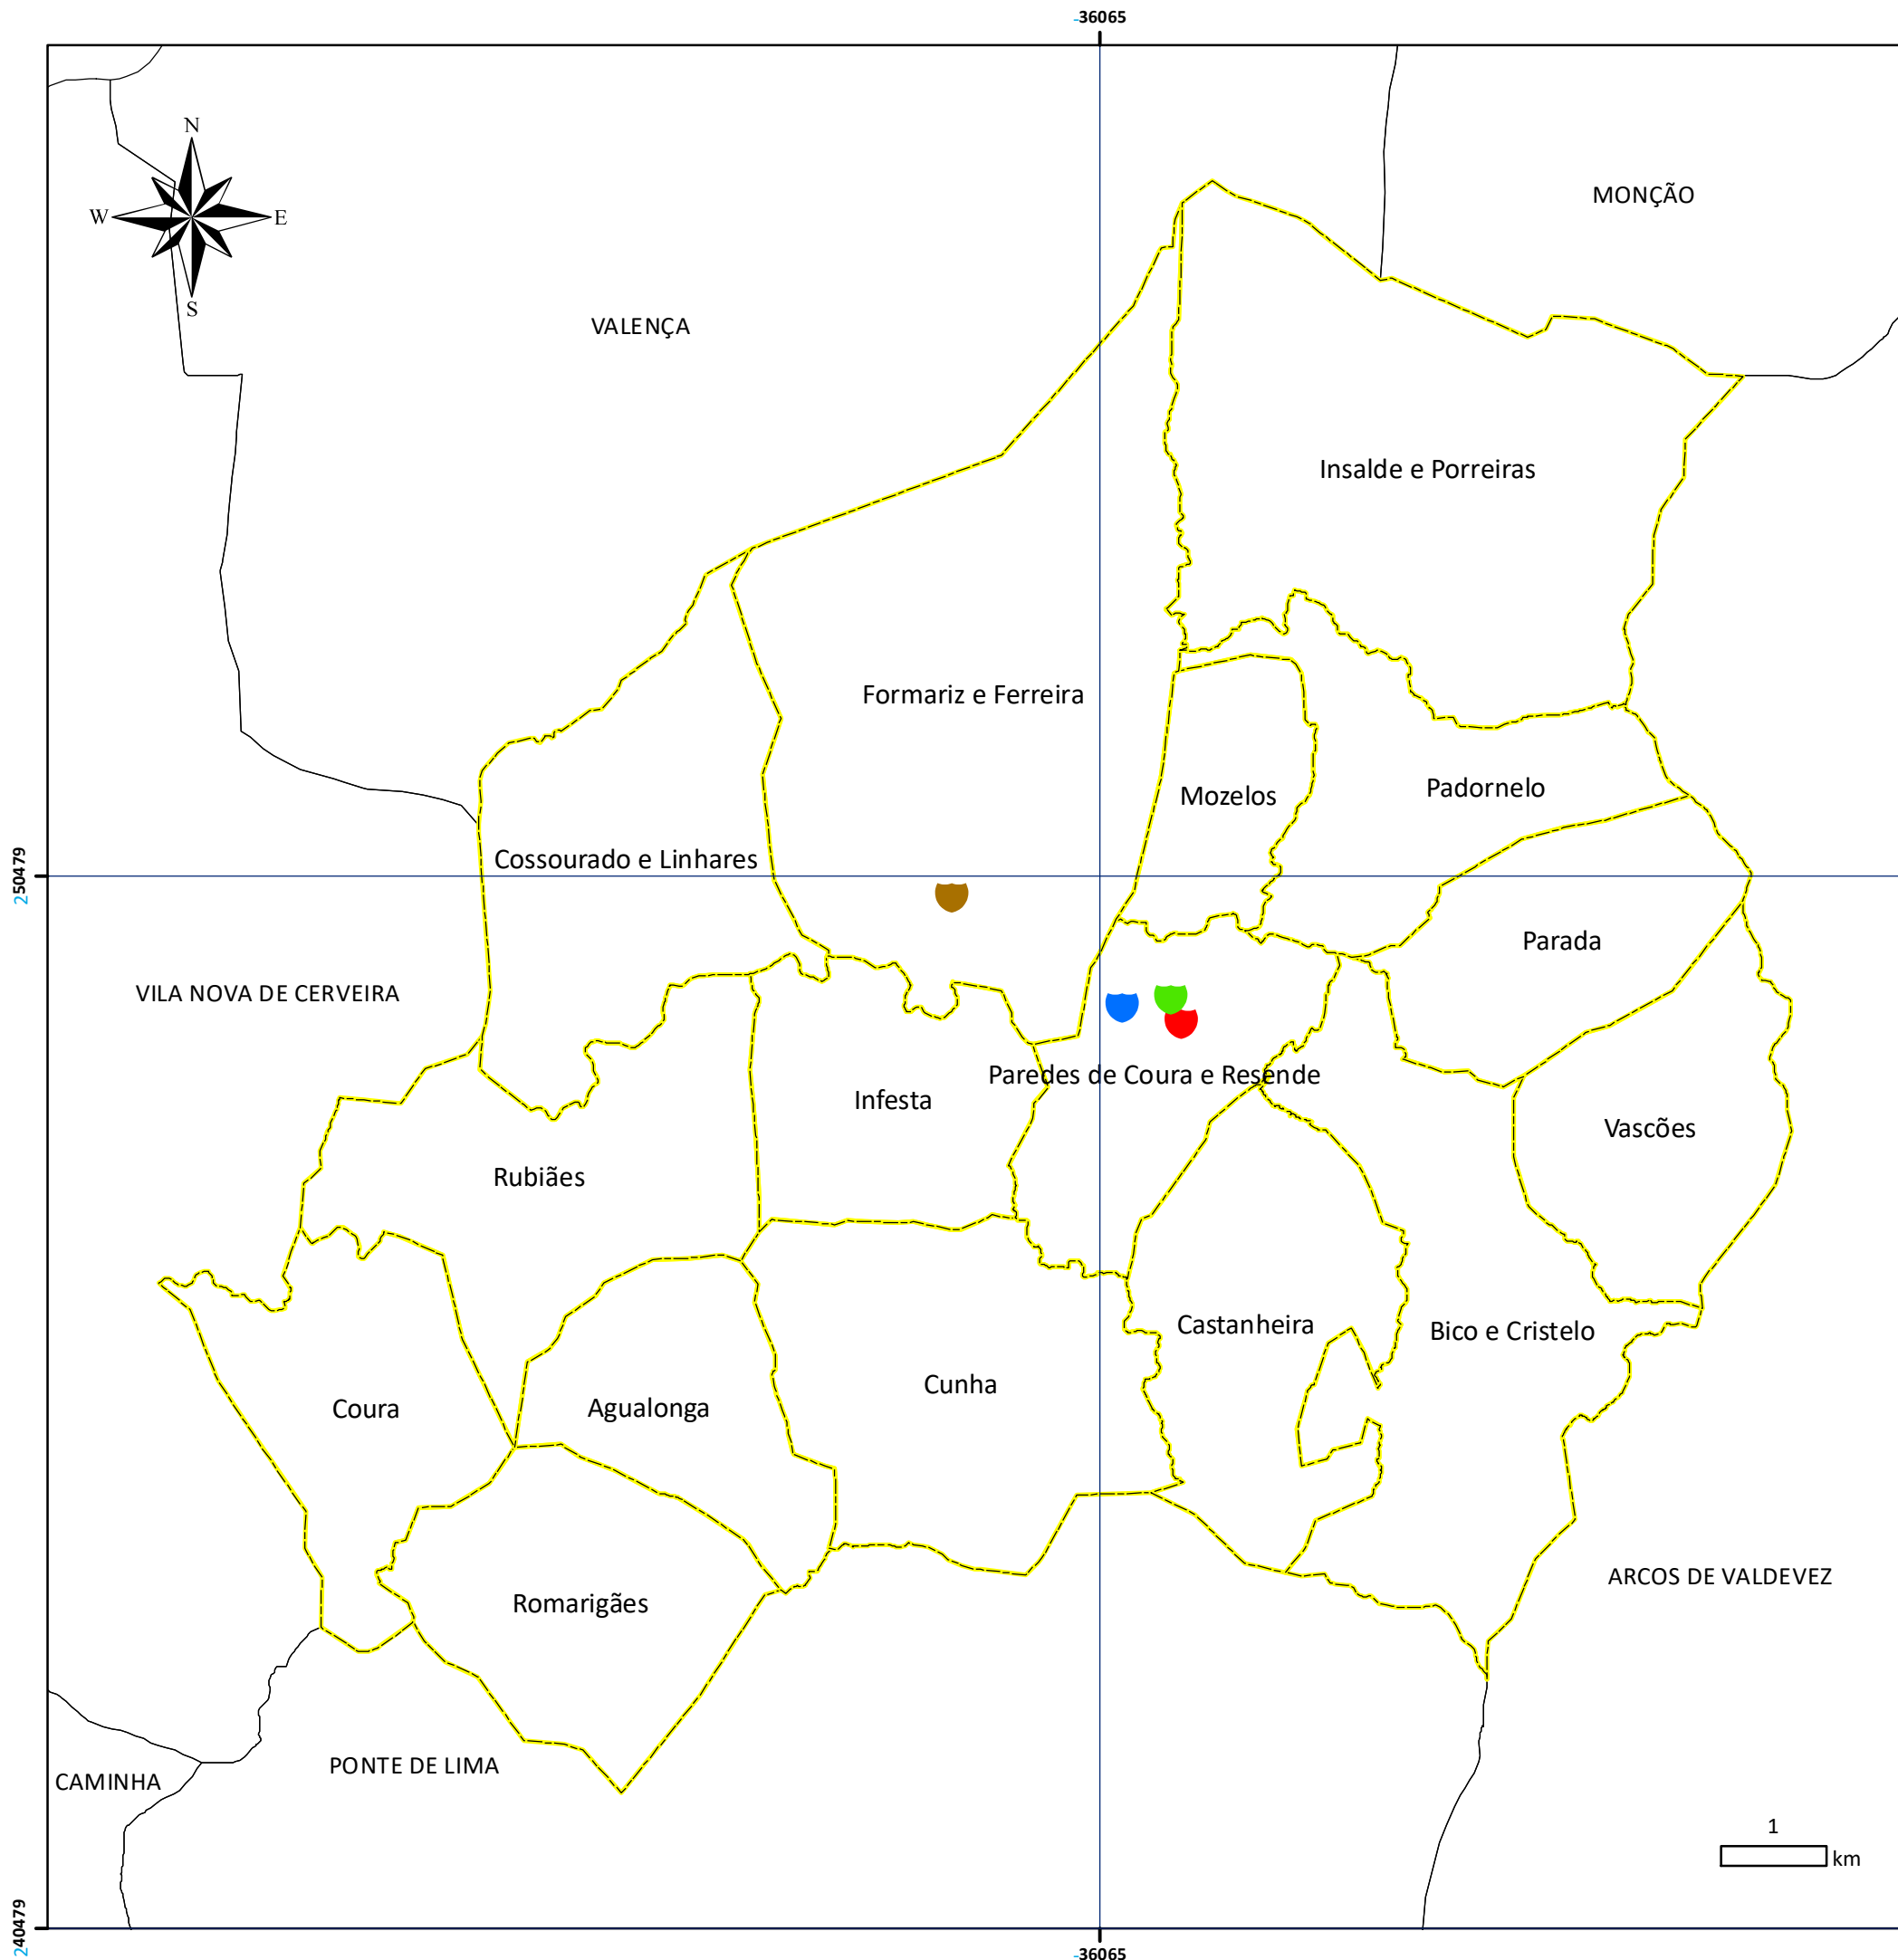 -36065
MONÇÃO
N
W
E
S
VALENÇA
Insalde e Porreiras
Formariz e Ferreira
Mozelos
Padornelo
Cossourado e Linhares
250479
Parada
VILA NOVA DE CERVEIRA
Paredes de Coura e Resende
Infesta
Vascões
Rubiães
Castanheira
Bico e Cristelo
Cunha
Coura
Agualonga
ARCOS DE VALDEVEZ
Romarigães
PONTE DE LIMA
CAMINHA
1
km
240479
-36065